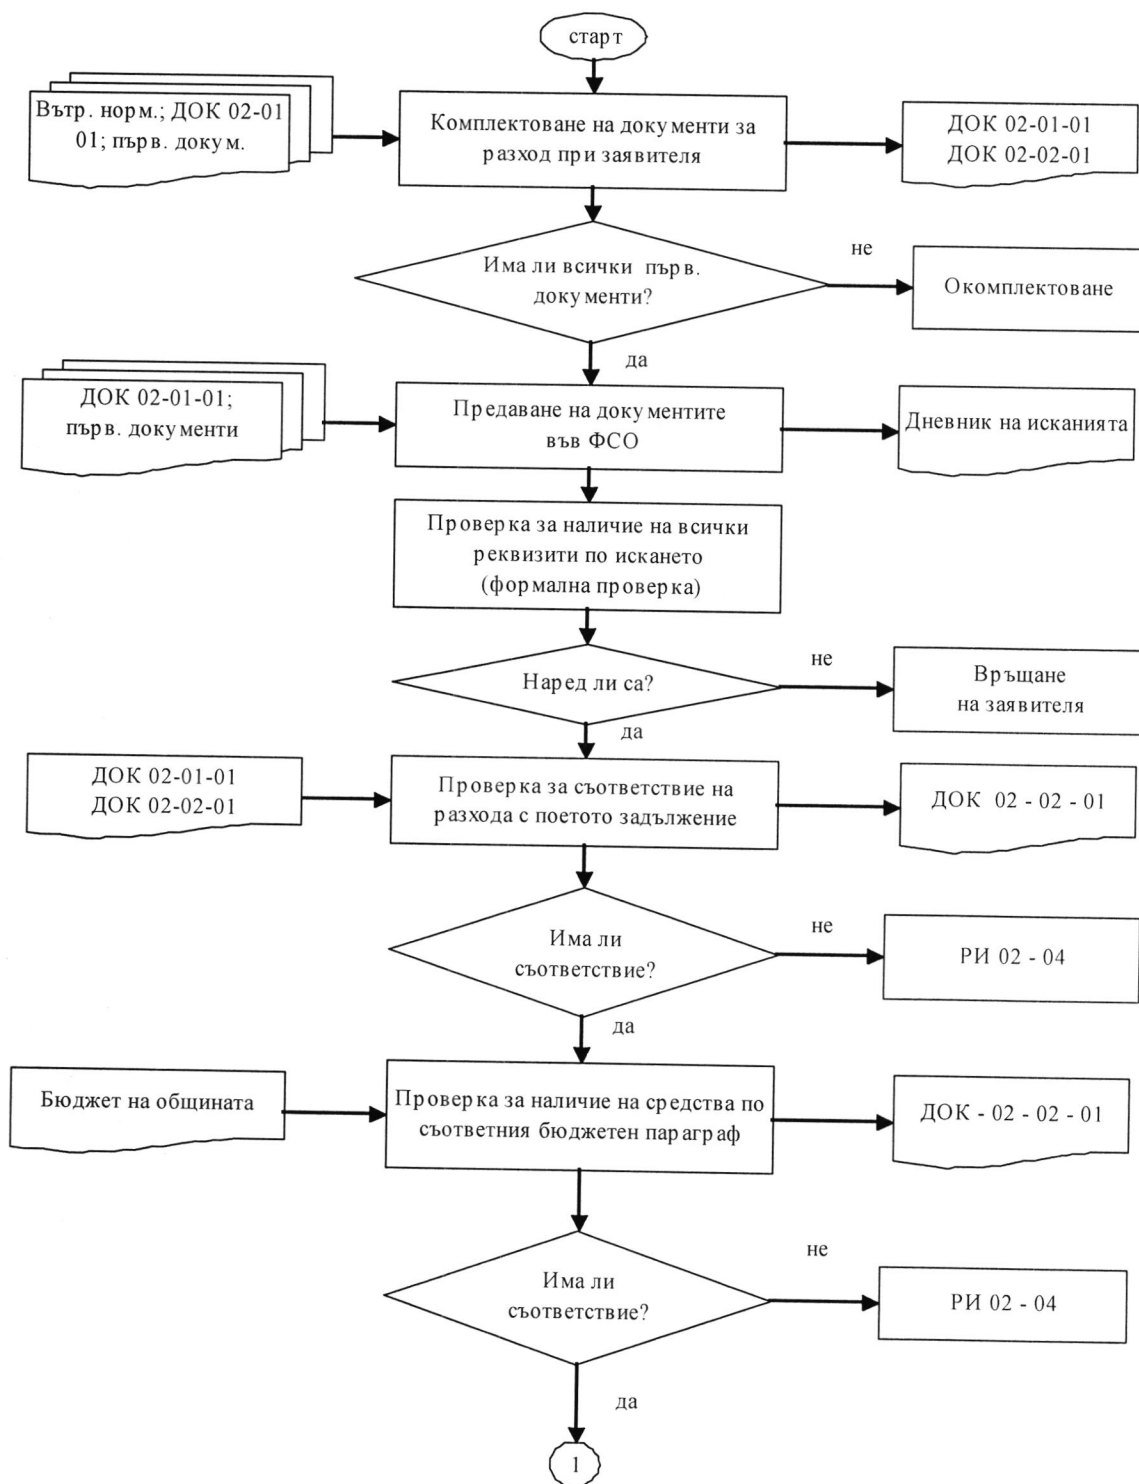 старт
Вътр. норм.; ДОК 02-01
01; първ. докум.
Комплектоване на документи за
разход при заявителя
ДОК 02-01-01
ДОК 02-02-01
Има ли всички първ.
документи?
не
Окомплектоване
да
ДОК 02-01-01;
първ. документи
Предаване на документите
във ФСО
Дневник на исканията
Проверка за наличие на всички
реквизити по искането
(формална проверка)
Наред ли са?
не
Връщане
на заявителя
да
ДОК 02-01-01
ДОК 02-02-01
Проверка за съответствие на
разхода с поетото задължение
ДОК 02 - 02 - 01
Има ли
съответствие?
не
РИ 02 - 04
да
Бюджет на общината
Проверка за наличие на средства по
съответния бюджетен параграф
ДОК - 02 - 02 - 01
Има ли
съответствие?
не
РИ 02 - 04
да
1